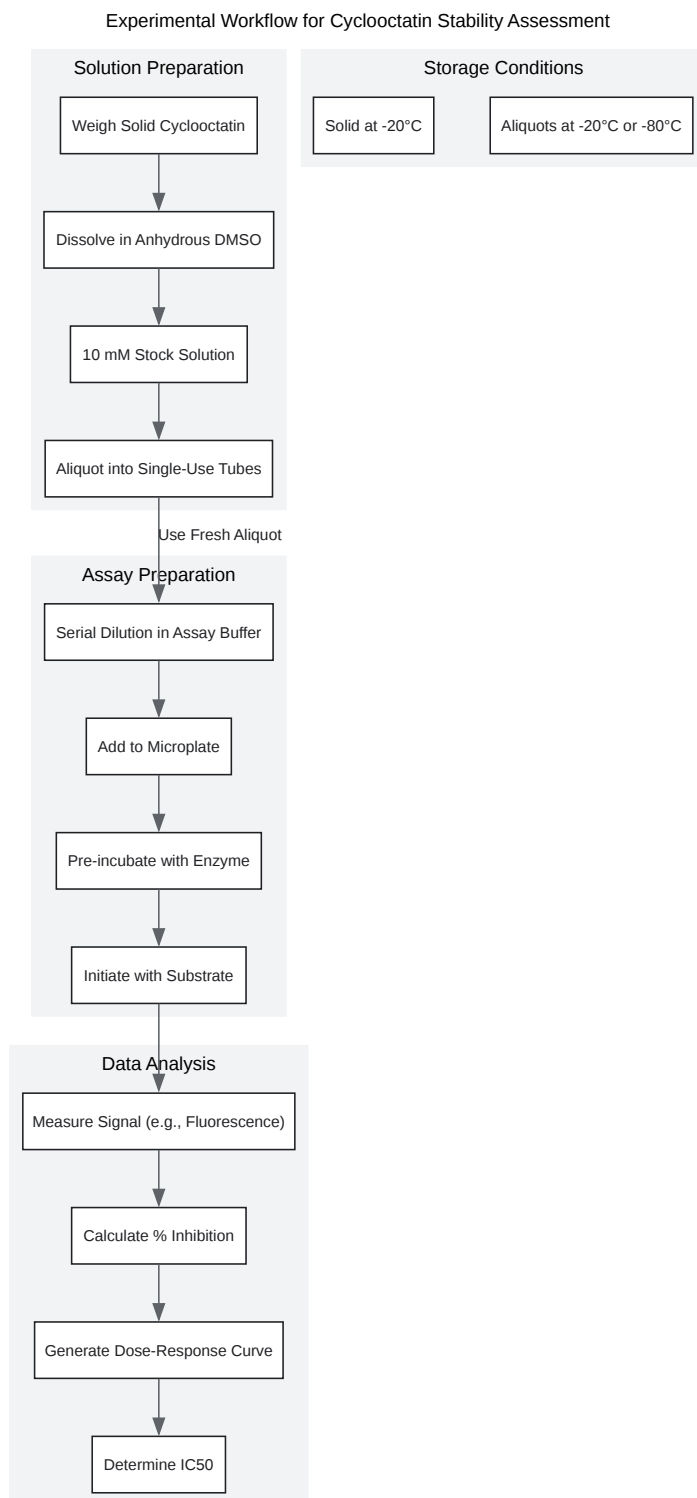 Experimental Workflow for Cyclooctatin Stability Assessment
Solution Preparation
Weigh Solid Cyclooctatin
Dissolve in Anhydrous DMSO
10 mM Stock Solution
Aliquot into Single-Use Tubes
Use Fresh Aliquot
Storage Conditions
Solid at -20°C
Aliquots at -20°C or -80°C
Assay Preparation
Serial Dilution in Assay Buffer
Add to Microplate
Pre-incubate with Enzyme
Initiate with Substrate
Data Analysis
Measure Signal (e.g., Fluorescence)
Calculate % Inhibition
Generate Dose-Response Curve
Determine IC50